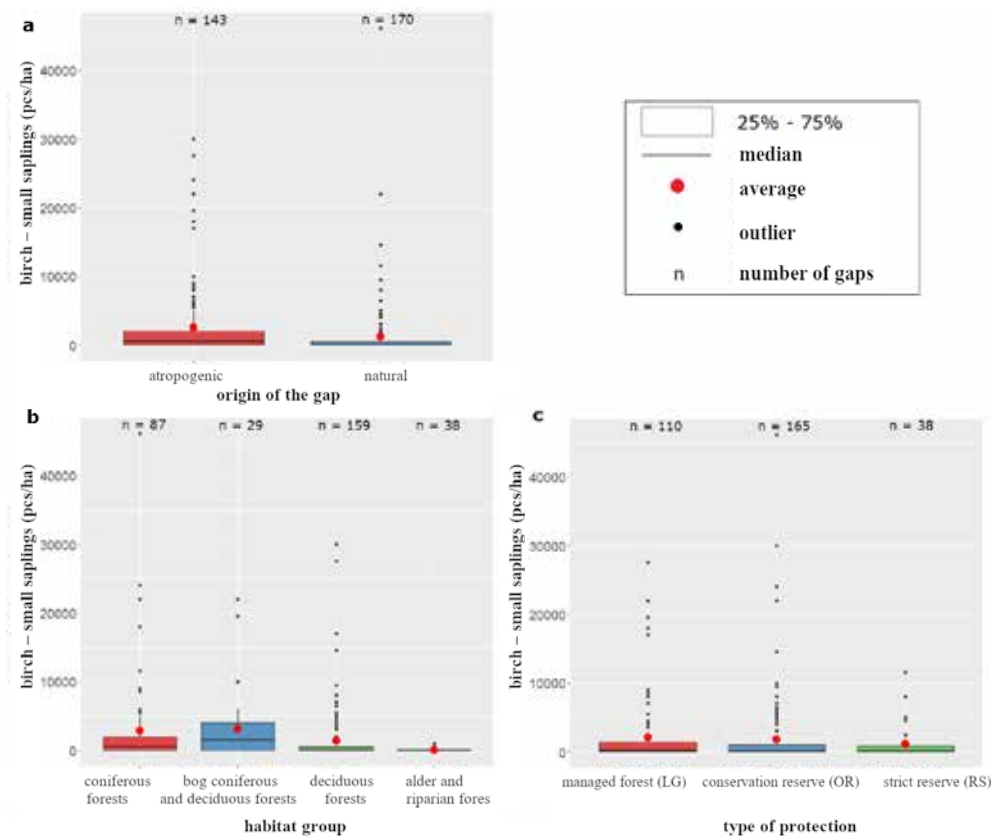 a
n = 143
n = 170
birch – small saplings (pcs/ha)
40000
30000
20000
10000
0
atropogenic
natural
origin of the gap
25% - 75%
median
average
outlier
n
number of gaps
b
n = 87
n = 29
n = 159
n = 38
birch – small saplings (pcs/ha)
40000
30000
20000
10000
0
coniferous
forests
bog coniferous
and deciduous forests
deciduous
forests
alder and
riparian fores
habitat group
c
n = 110
n = 165
n = 38
birch – small saplings (pcs/ha)
40000
30000
20000
10000
0
managed forest (LG)
conservation reserve (OR)
strict reserve (RS)
type of protection